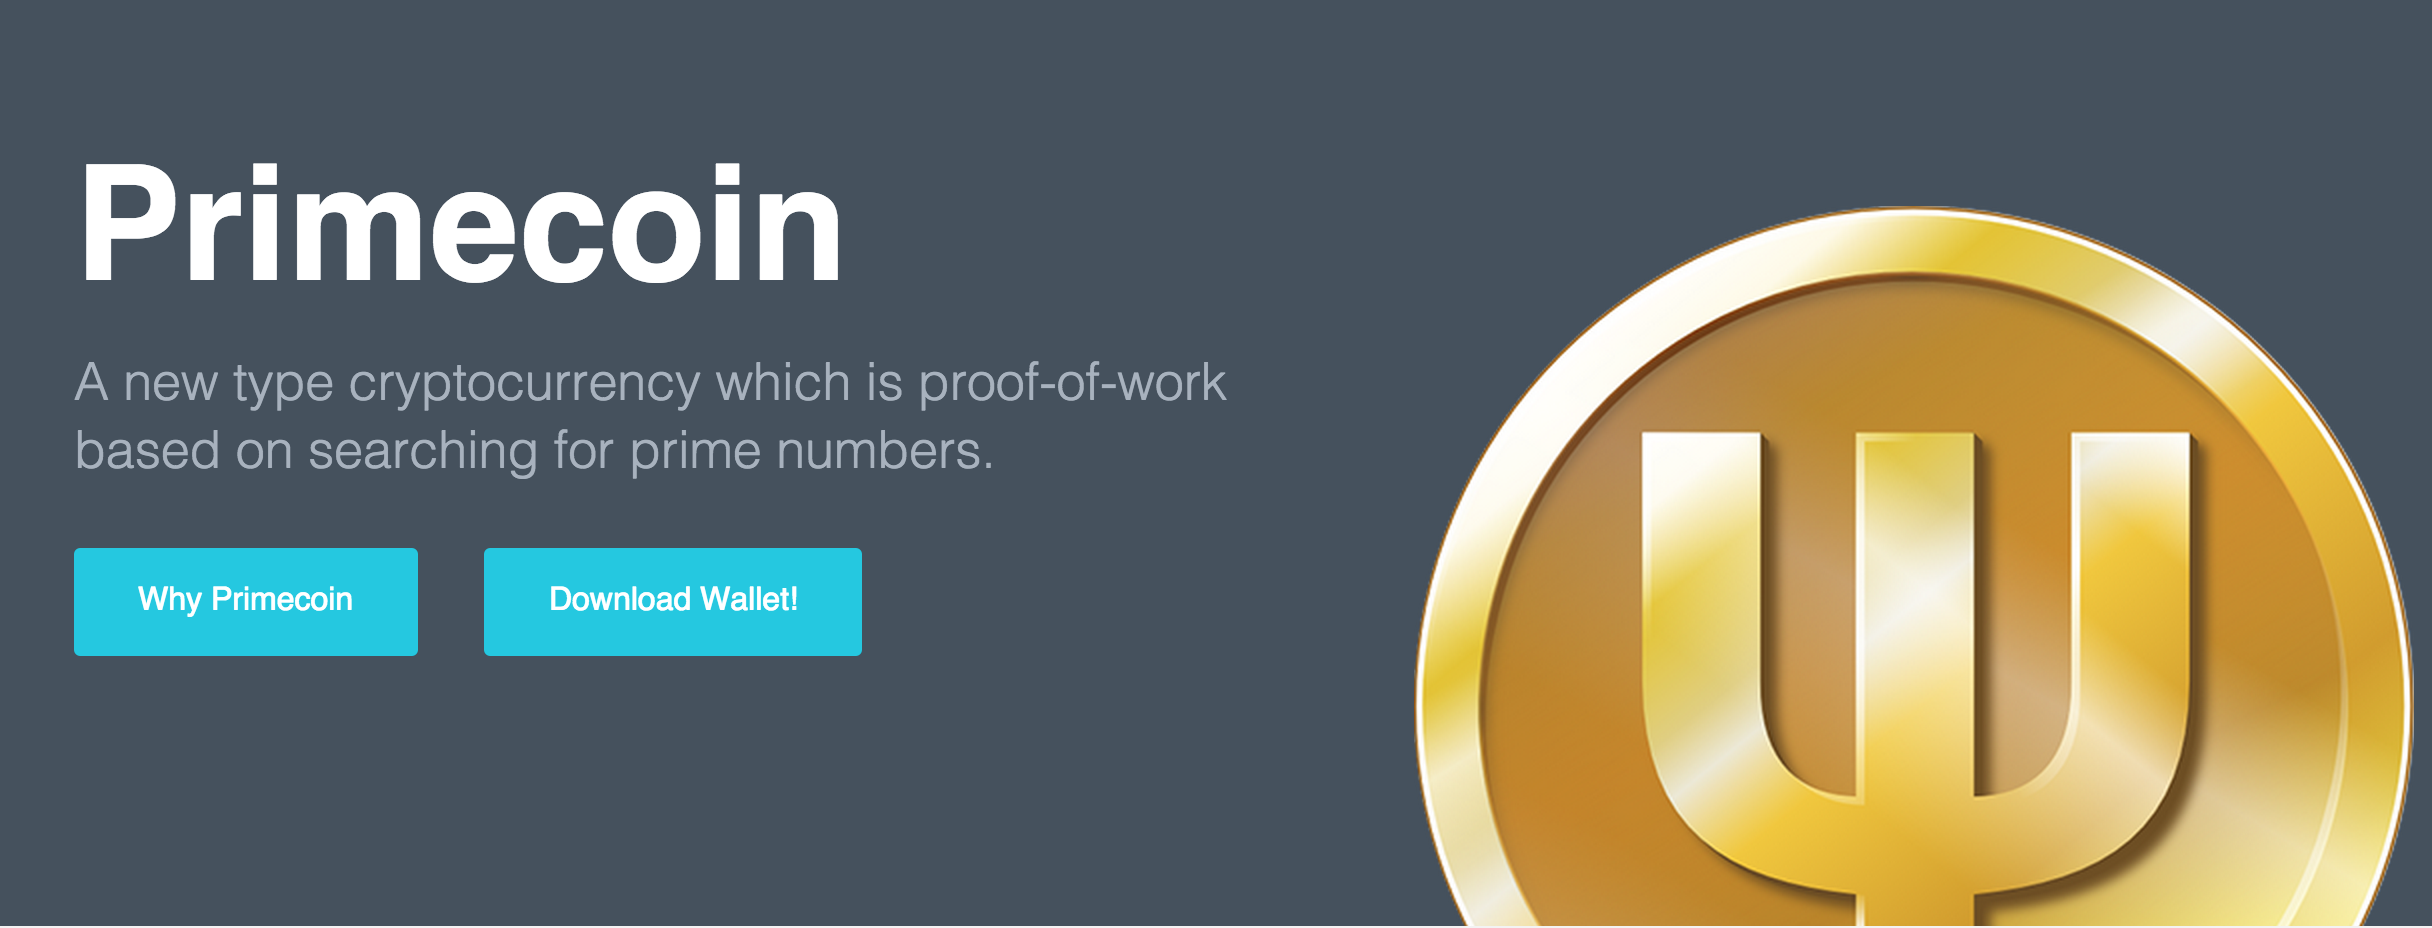 Primecoin
A new type cryptocurrency which is proof-of-work
based on searching for prime numbers.
Why Primecoin
Download Wallet!